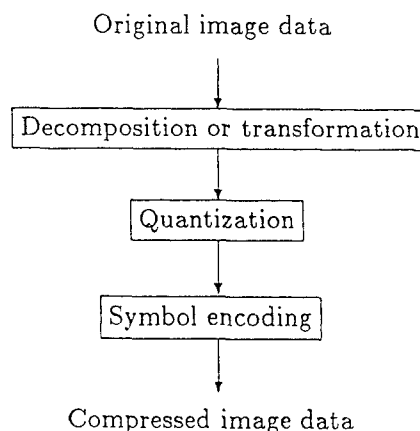 Original image data
Decomposition or transformation
Quantization
Symbol encoding
Compressed image data